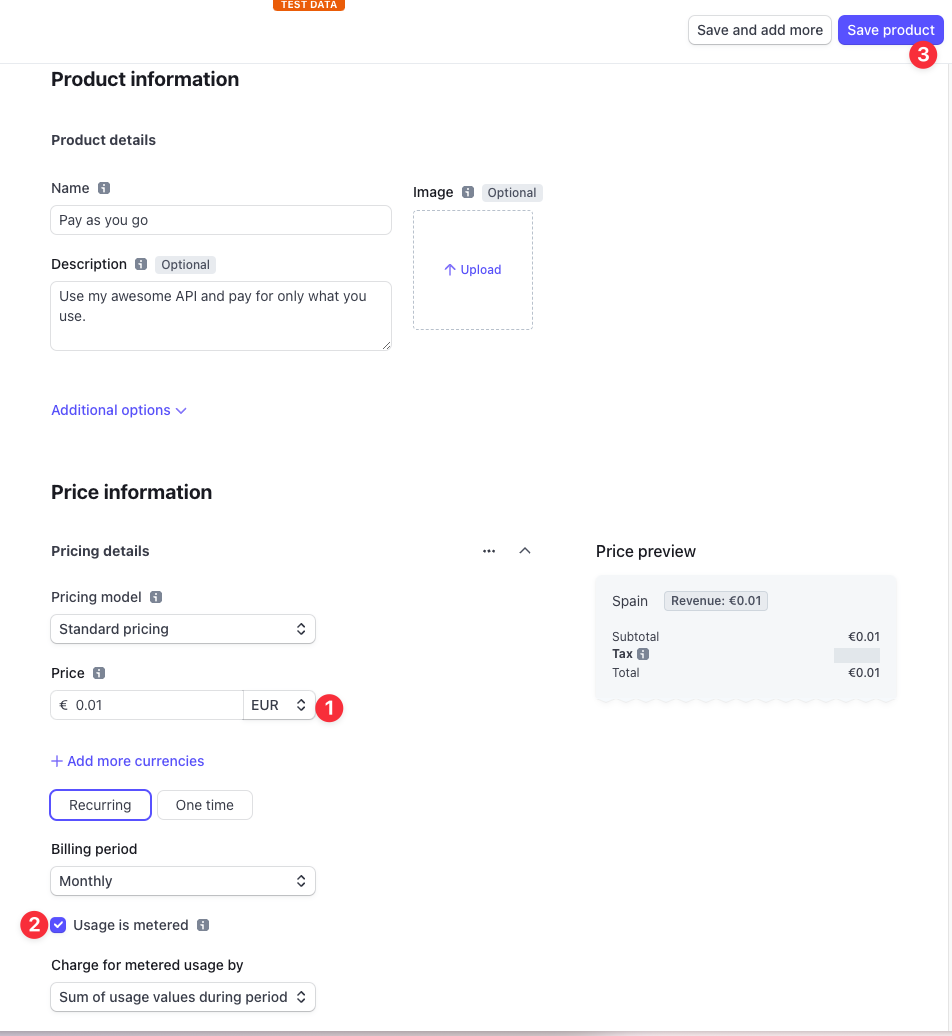 TEST DATA
Save and add more
Save product
3
Product information
Product details
Name
Image
Optional
Pay as you go
Upload
Description
Optional
Use my awesome API and pay for only what you
use.
Additional options
Price information
Pricing details
Price preview
Pricing model
Spain
Revenue: €0.01
Standard pricing
Subtotal
€0.01
Tax
Total
€0.01
Price
€ 0.01
EUR
1
+ Add more currencies
Recurring
One time
Billing period
Monthly
2
Usage is metered
Charge for metered usage by
Sum of usage values during period